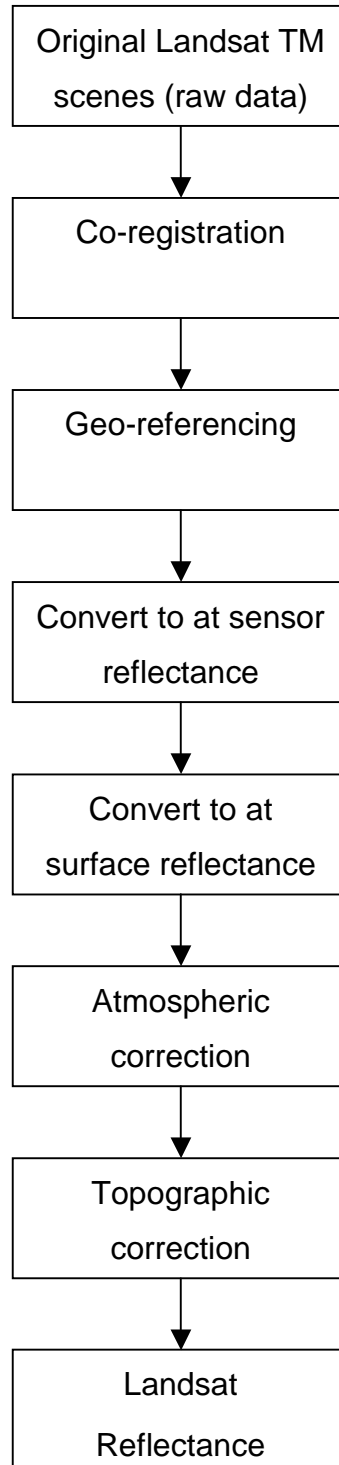 Original Landsat TM
scenes (raw data)
Co-registration
Geo-referencing
Convert to at sensor
reflectance
Convert to at
surface reflectance
Atmospheric
correction
Topographic
correction
Landsat
Reflectance